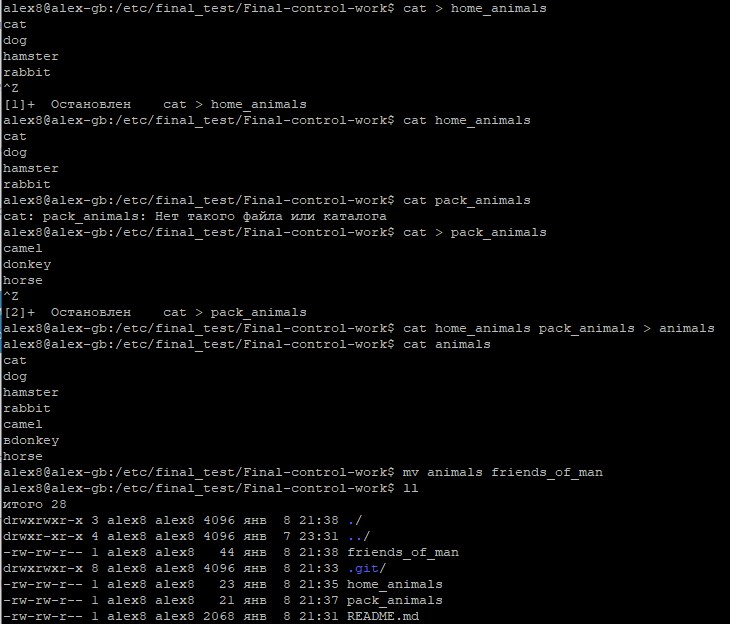 alex8@alex-gb:/etc/final_test/Final-control-work$ cat > home_animals
cat
dog
hamster
rabbit
^Z
[1]+  Остановлен    cat > home_animals
alex8@alex-gb:/etc/final_test/Final-control-work$ cat home_animals
cat
dog
hamster
rabbit
alex8@alex-gb:/etc/final_test/Final-control-work$ cat pack_animals
cat: pack_animals: Нет такого файла или каталога
alex8@alex-gb:/etc/final_test/Final-control-work$ cat > pack_animals
camel
donkey
horse
^Z
[2]+  Остановлен    cat > pack_animals
alex8@alex-gb:/etc/final_test/Final-control-work$ cat home_animals pack_animals > animals
alex8@alex-gb:/etc/final_test/Final-control-work$ cat animals
cat
dog
hamster
rabbit
camel
вdonkey
horse
alex8@alex-gb:/etc/final_test/Final-control-work$ mv animals friends_of_man
alex8@alex-gb:/etc/final_test/Final-control-work$ ll
итого 28
drwxrwxr-x 3 alex8 alex8 4096 янв  8 21:38 ./
drwxr-xr-x 4 alex8 alex8 4096 янв  7 23:31 ../
-rw-rw-r-- 1 alex8 alex8   44 янв  8 21:38 friends_of_man
drwxrwxr-x 8 alex8 alex8 4096 янв  8 21:33 .git/
-rw-rw-r-- 1 alex8 alex8   23 янв  8 21:35 home_animals
-rw-rw-r-- 1 alex8 alex8   21 янв  8 21:37 pack_animals
-rw-rw-r-- 1 alex8 alex8 2068 янв  8 21:31 README.md